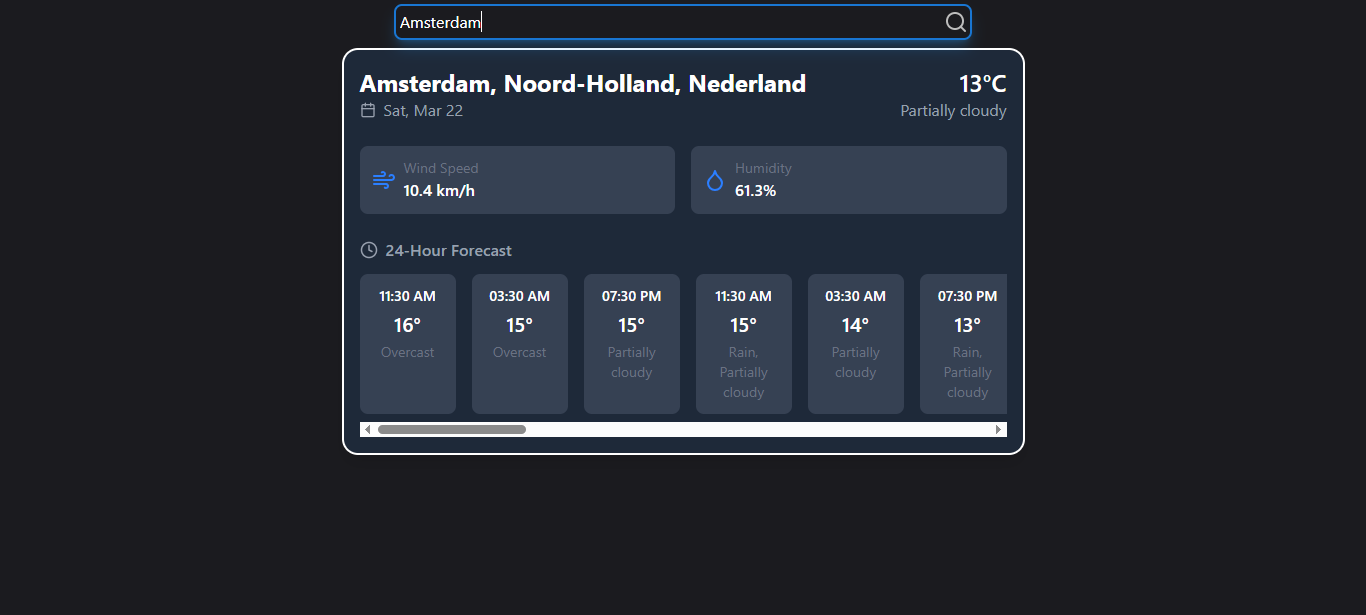 Amsterdam
Amsterdam, Noord-Holland, Nederland
13°C
Sat, Mar 22
Partially cloudy
Wind Speed
10.4 km/h
Humidity
61.3%
24-Hour Forecast
11:30 AM
16°
Overcast
03:30 AM
15°
Overcast
07:30 PM
15°
Partially
cloudy
11:30 AM
15°
Rain,
Partially
cloudy
03:30 AM
14°
Partially
cloudy
07:30 PM
13°
Rain,
Partially
cloudy